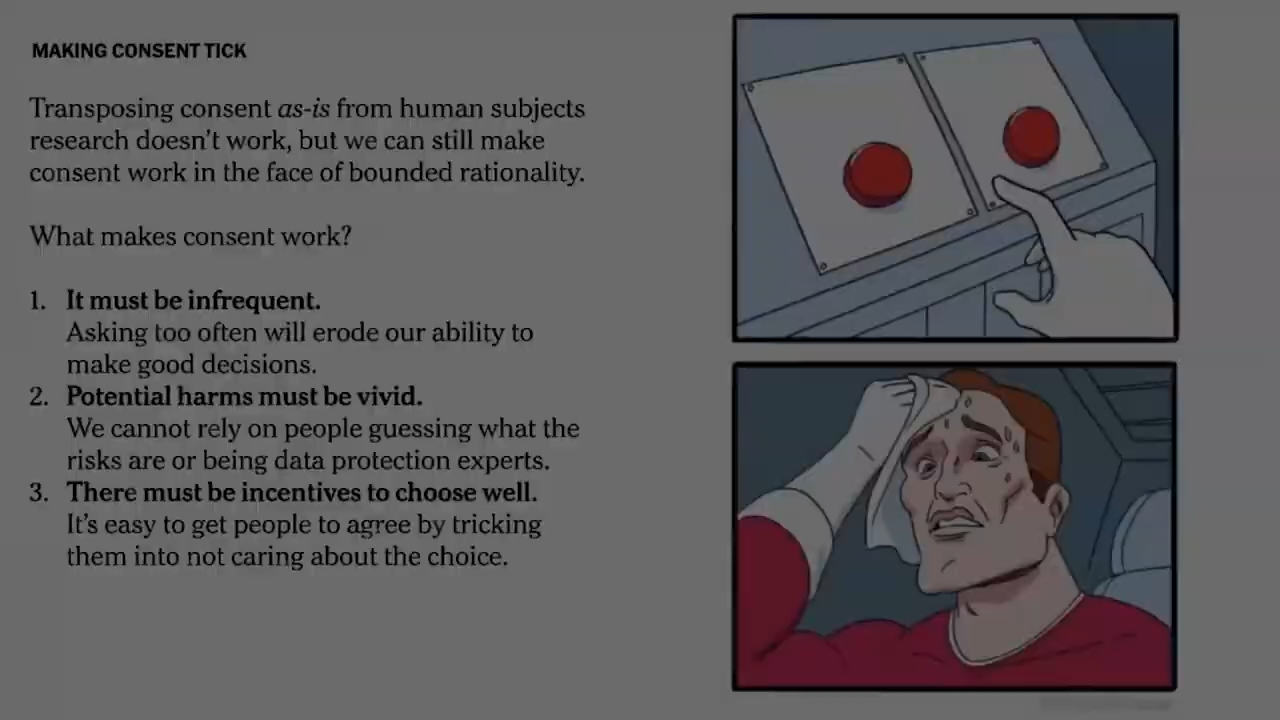 MAKING CONSENT TICK
Transposing consent as-is from human subjects
research doesn't work, but we can still make
consent work in the face of bounded rationality.
What makes consent work?
1. It must be infrequent.
Asking too often will erode our ability to
make good decisions.
2. Potential harms must be vivid.
We cannot rely on people guessing what the
risks are or being data protection experts.
3. There must be incentives to choose well.
It's easy to get people to agree by tricking
them into not caring about the choice.